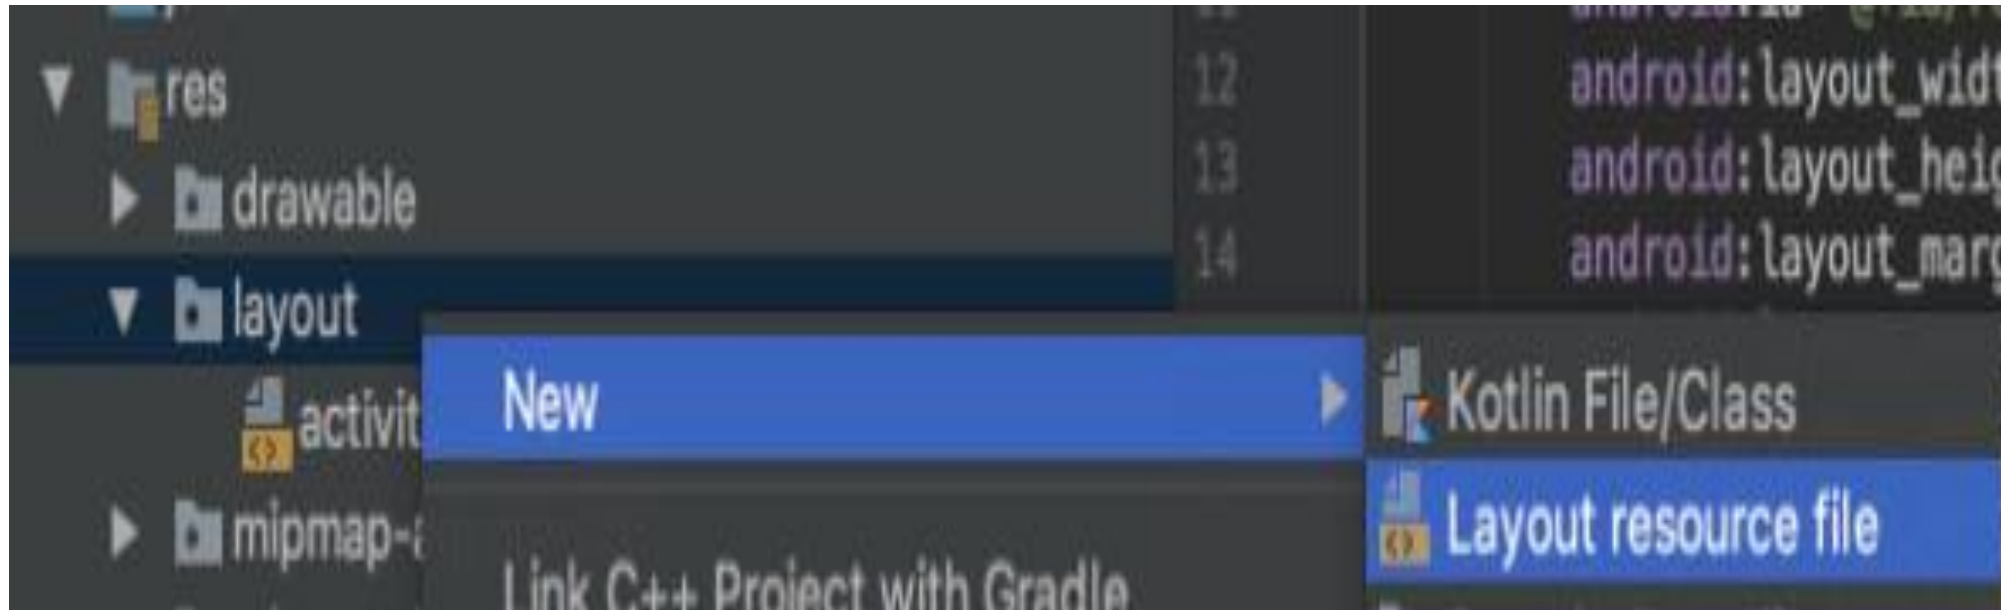 res
drawable
layout
activit
mipmap-a
12
13
14
android:layout_widt
android:layout_heig
android:layout_marg
New
Link C++ Project with Gradle
Kotlin File/Class
Layout resource file